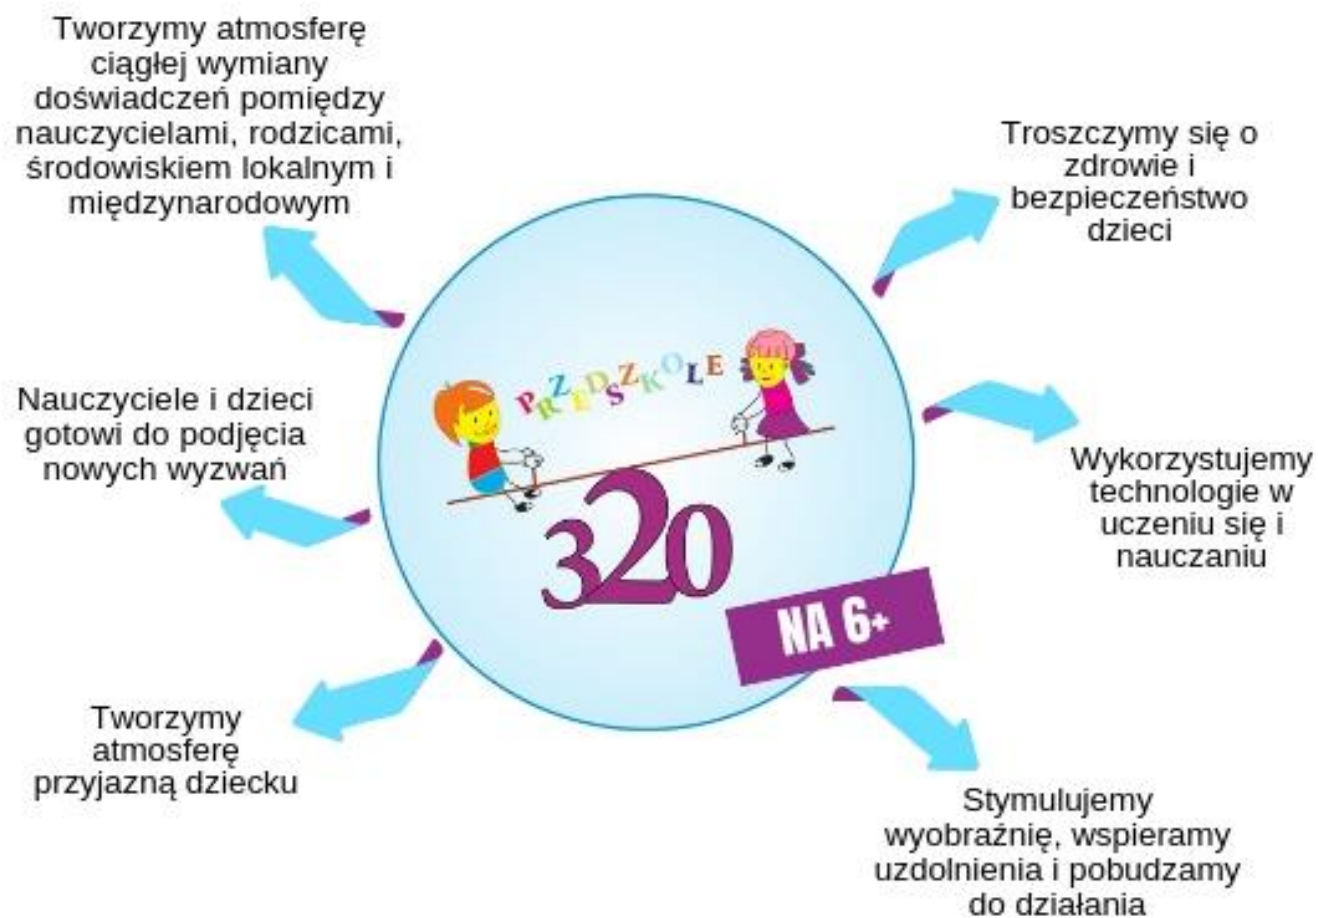 Tworzymy atmosferę
ciągłej wymiany
doświadczeń pomiędzy
nauczycielami, rodzicami,
środowiskiem lokalnym i
międzynarodowym
Troszczymy się o
zdrowie i
bezpieczeństwo
dzieci
Nauczyciele i dzieci
gotowi do podjęcia
nowych wyzwań
PRZEDSZKOLE
320
NA 6+
Wykorzystujemy
technologie w
uczeniu się i
nauczaniu
Tworzymy
atmosferę
przyjazną dziecku
Stymulujemy
wyobraźnię, wspieramy
uzdolnienia i pobudzamy
do działania